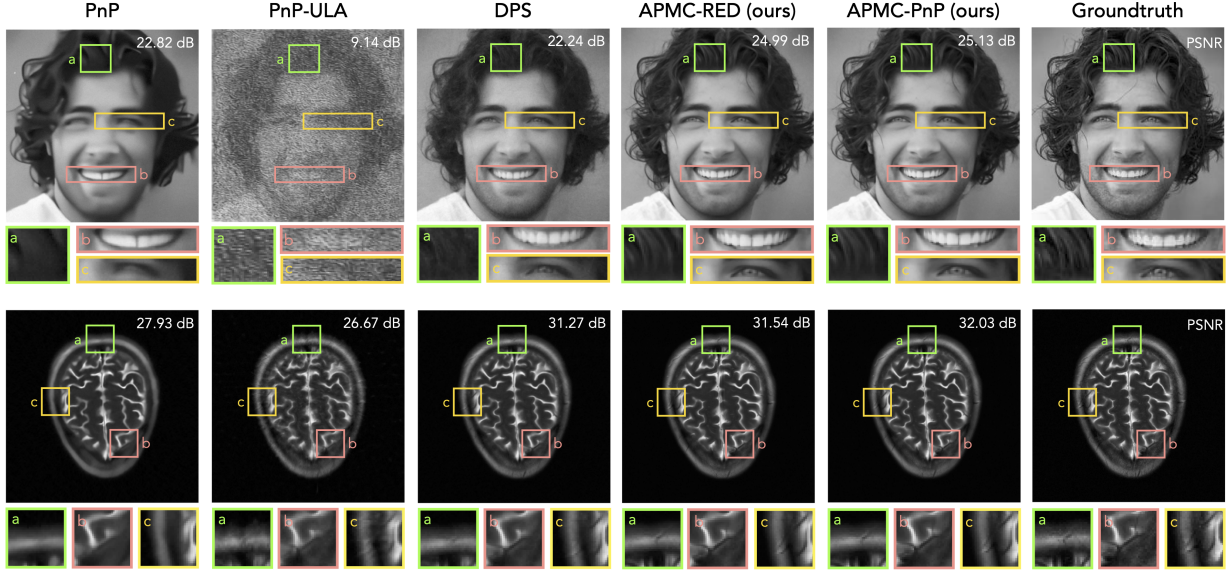 PnP PnP-ULA DPS APMC-RED (ours) APMC-PnP (ours) Groundtruth
22.82 dB 9.14 dB 22.24 dB 24.99 dB 25.13 dB PSNR
a a a a a a
c c c c c c
b b b b b b
a b a b a b a b a b a b
c c c c c c
27.93 dB 26.67 dB 31.27 dB 31.54 dB 32.03 dB PSNR
a a a a a a
c c c c c c
b b b b b b
a b c a b c a b c a b c a b c a b c